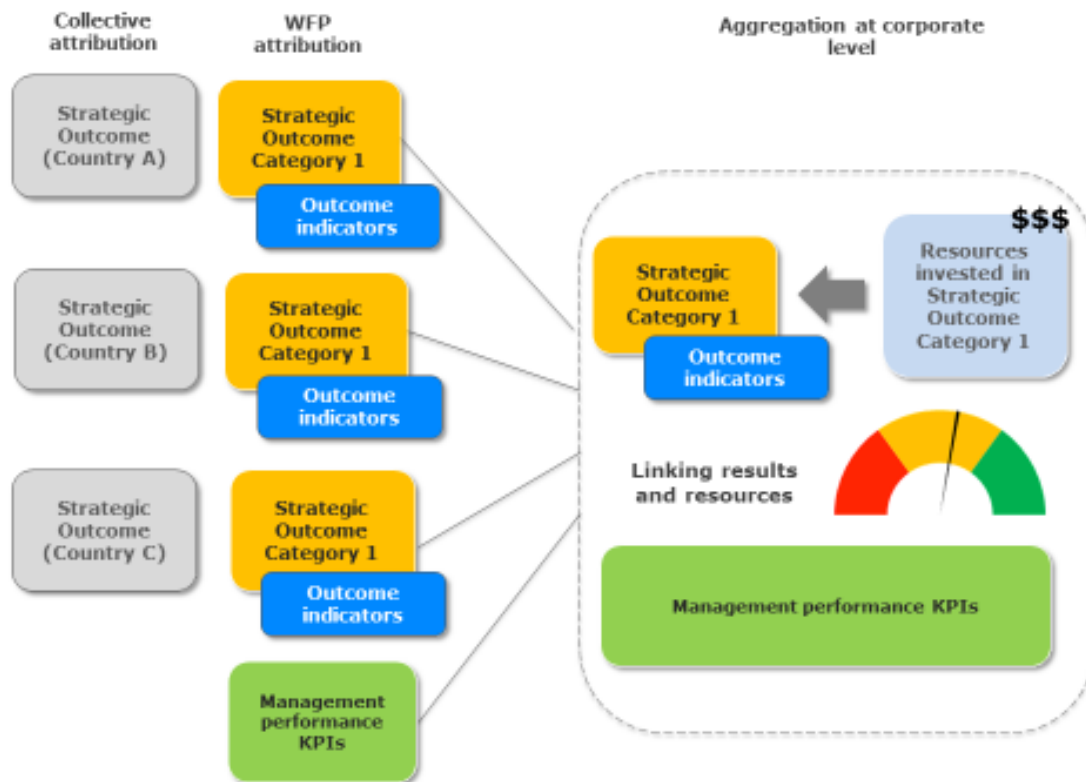 Collective
attribution
WFP
attribution
Aggregation at corporate
level
Strategic
Outcome
(Country A)
Strategic
Outcome
Category 1
Outcome
indicators
Strategic
Outcome
(Country B)
Strategic
Outcome
Category 1
Outcome
indicators
Strategic
Outcome
(Country C)
Strategic
Outcome
Category 1
Outcome
indicators
Management
performance
KPIs
Strategic
Outcome
Category 1
Outcome
indicators
$$$
Resources
invested in
Strategic
Outcome
Category 1
Linking results
and resources
Management performance KPIs